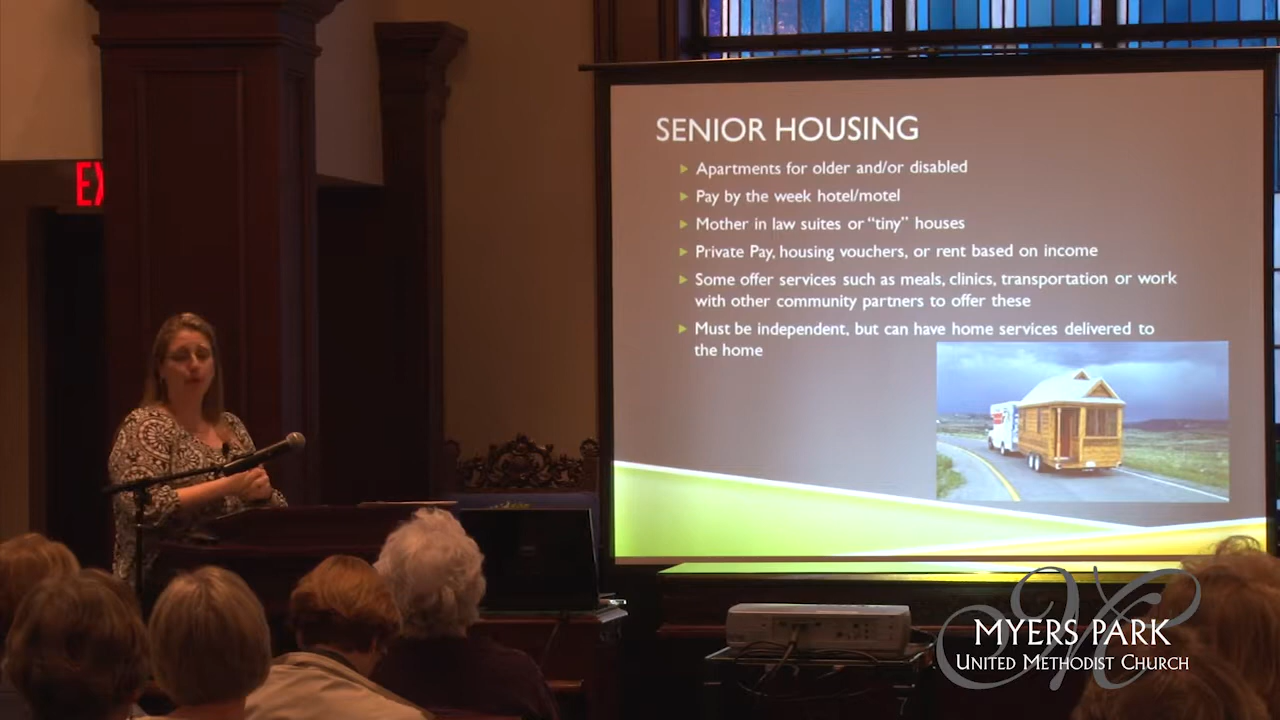 EX
SENIOR HOUSING
Apartments for older and/or disabled
Pay by the week hotel/motel
Mother in law suites or “tiny” houses
Private Pay, housing vouchers, or rent based on income
Some offer services such as meals, clinics, transportation or work
with other community partners to offer these
Must be independent, but can have home services delivered to
the home
MYERS PARK
UNITED METHODIST CHURCH